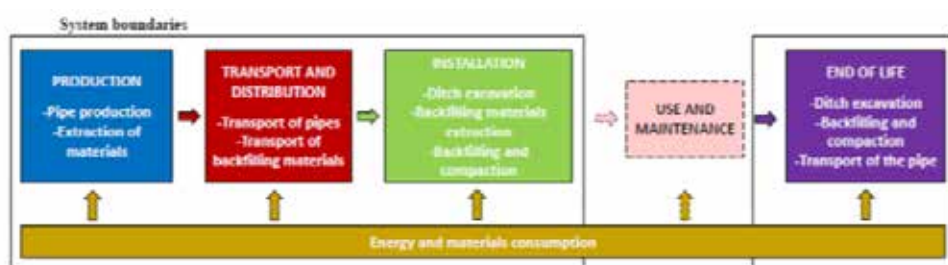 System boundaries
PRODUCTION
-Pipe production
-Extraction of
materials
TRANSPORT AND
DISTRIBUTION
-Transport of pipes
-Transport of
backfilling materials
INSTALLATION
-Ditch excavation
-Backfilling materials
extraction
-Backfilling and
compaction
USE AND
MAINTENANCE
END OF LIFE
-Ditch excavation
-Backfilling and
compaction
-Transport of the pipe
Energy and materials consumption